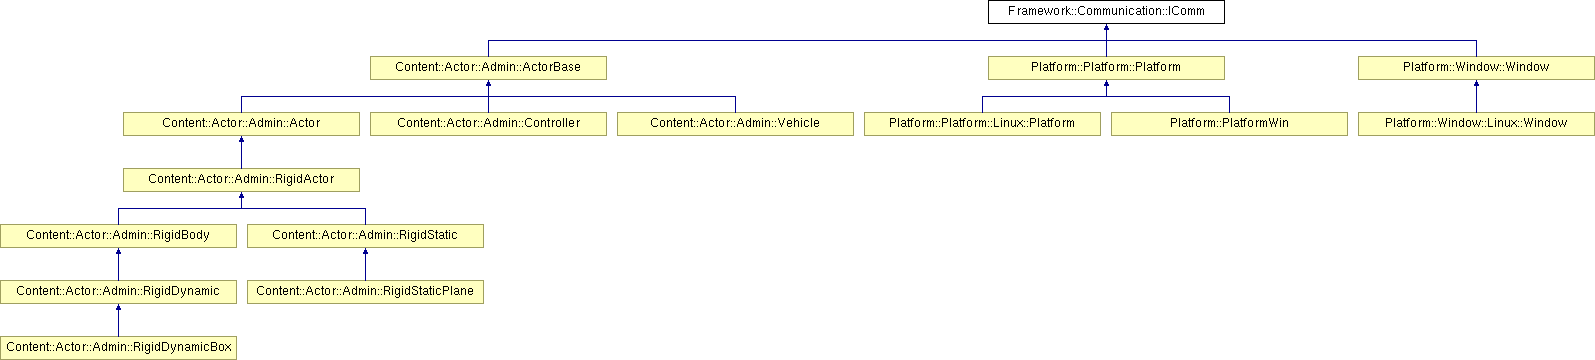 Framework::Communication::IComm
Content::Actor::Admin::ActorBase
Platform::Platform::Platform
Platform::Window::Window
Content::Actor::Admin::Actor
Content::Actor::Admin::Controller
Content::Actor::Admin::Vehicle
Platform::Platform::Linux::Platform
Platform::PlatformWin
Platform::Window::Linux::Window
Content::Actor::Admin::RigidActor
Content::Actor::Admin::RigidBody
Content::Actor::Admin::RigidStatic
Content::Actor::Admin::RigidDynamic
Content::Actor::Admin::RigidStaticPlane
Content::Actor::Admin::RigidDynamicBox